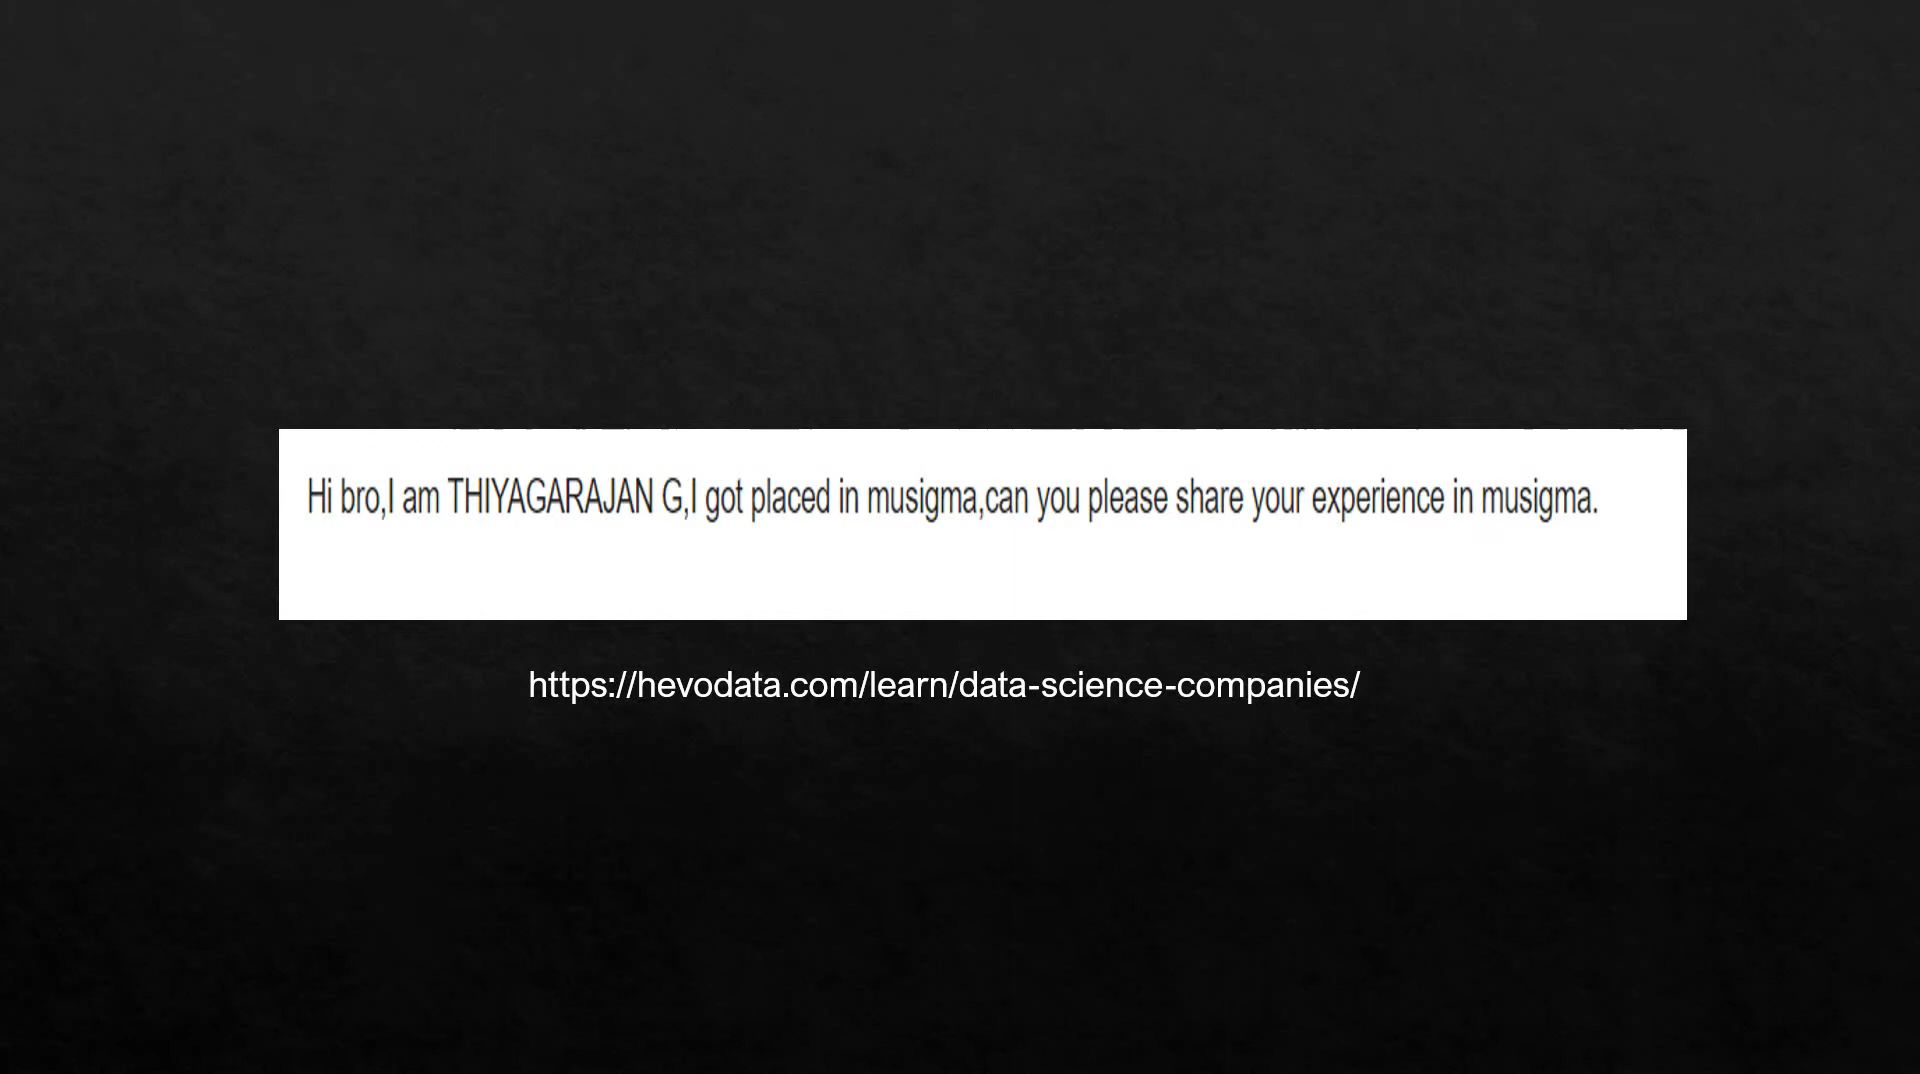 Hi bro,I am THIYAGARAJAN G,I got placed in musigma,can you please share your experience in musigma.
https://hevodata.com/learn/data-science-companies/